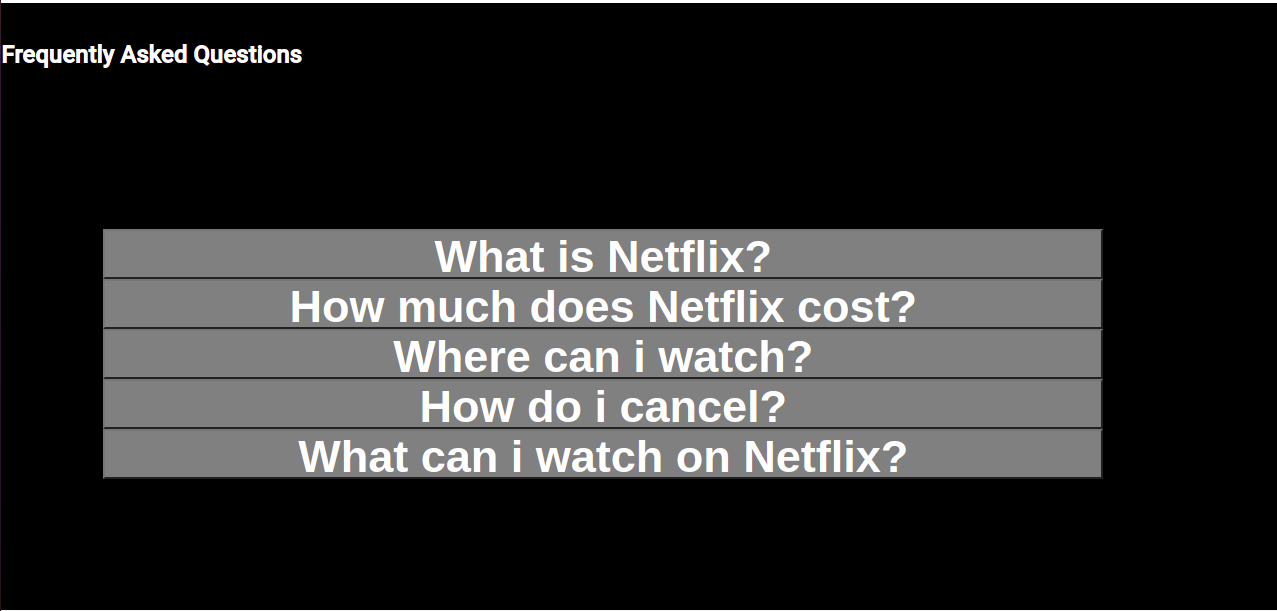 Frequently Asked Questions
What is Netflix?
How much does Netflix cost?
Where can i watch?
How do i cancel?
What can i watch on Netflix?